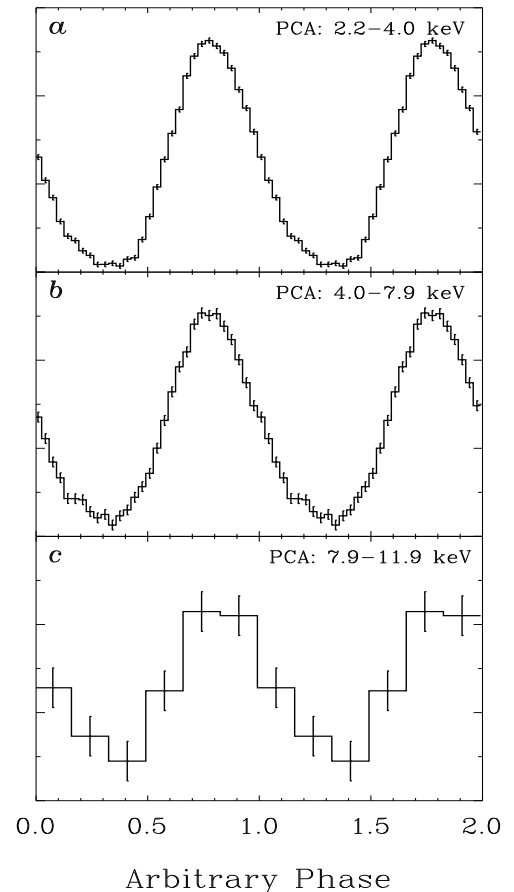 a
PCA: 2.2−4.0 keV
b
PCA: 4.0−7.9 keV
c
PCA: 7.9−11.9 keV
0.0 0.5 1.0 1.5 2.0
Arbitrary Phase